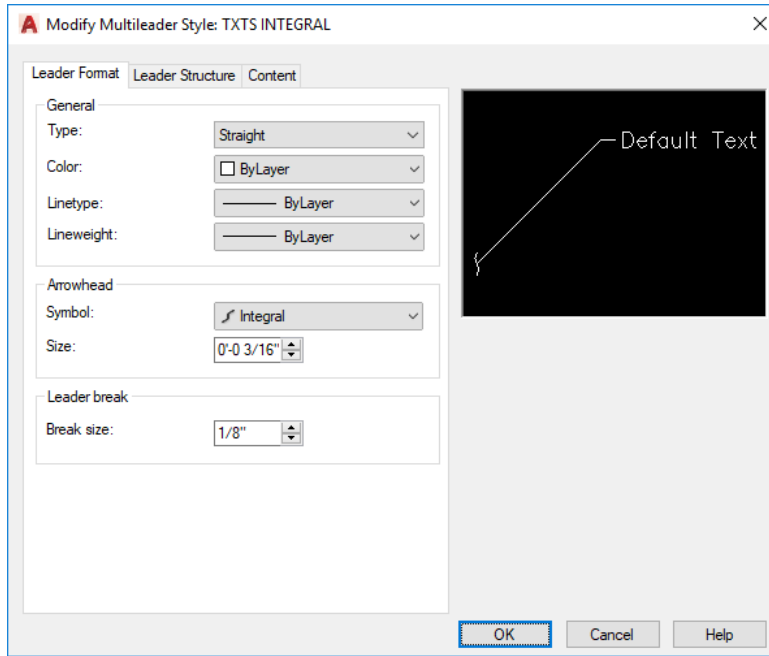 Modify Multileader Style: TXTS INTEGRAL
Leader Format Leader Structure Content
General
Type: Straight
Color: ByLayer
Linetype: ByLayer
Lineweight: ByLayer
Arrowhead
Symbol: Integral
Size: 0'-0 3/16"
Leader break
Break size: 1/8"
Default Text
OK Cancel Help